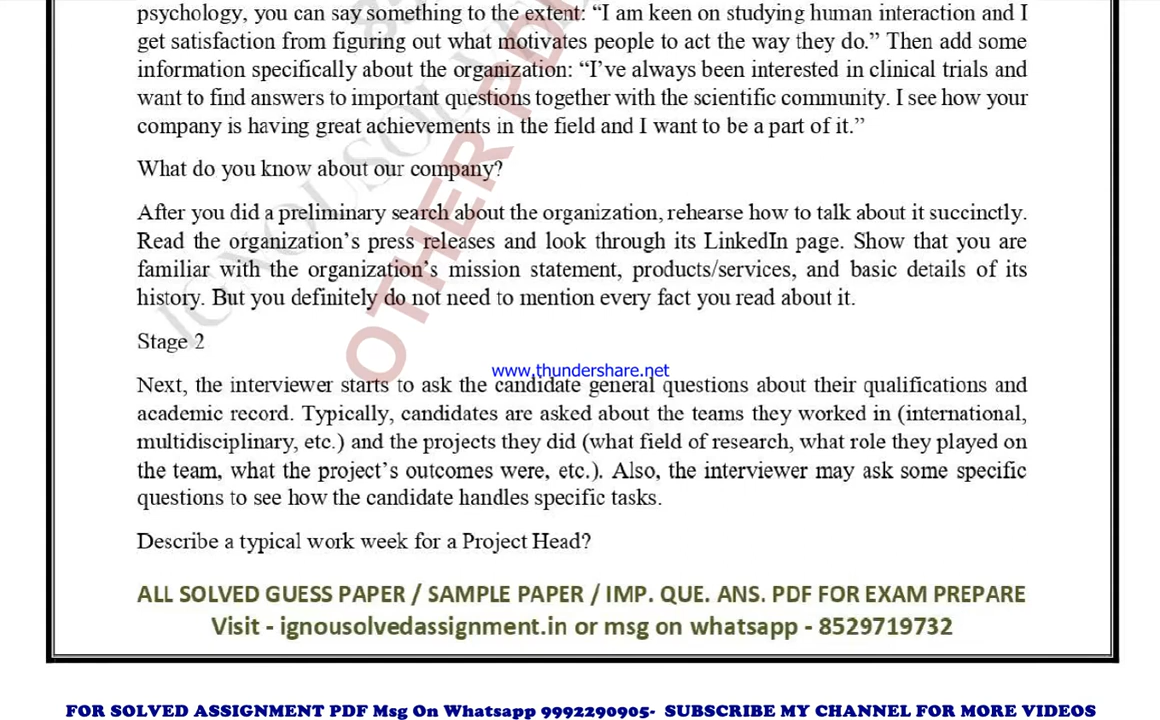 psychology, you can say something to the extent: “I am keen on studying human interaction and I
get satisfaction from figuring out what motivates people to act the way they do.” Then add some
information specifically about the organization: “I’ve always been interested in clinical trials and
want to find answers to important questions together with the scientific community. I see how your
company is having great achievements in the field and I want to be a part of it.”
What do you know about our company?
After you did a preliminary search about the organization, rehearse how to talk about it succinctly.
Read the organization’s press releases and look through its LinkedIn page. Show that you are
familiar with the organization’s mission statement, products/services, and basic details of its
history. But you definitely do not need to mention every fact you read about it.
Stage 2
www.thundershare.net
Next, the interviewer starts to ask the candidate general questions about their qualifications and
academic record. Typically, candidates are asked about the teams they worked in (international,
multidisciplinary, etc.) and the projects they did (what field of research, what role they played on
the team, what the project’s outcomes were, etc.). Also, the interviewer may ask some specific
questions to see how the candidate handles specific tasks.
Describe a typical work week for a Project Head?
ALL SOLVED GUESS PAPER / SAMPLE PAPER / IMP. QUE. ANS. PDF FOR EXAM PREPARE
Visit - ignousolvedassignment.in or msg on whatsapp - 8529719732
FOR SOLVED ASSIGNMENT PDF Msg On Whatsapp 9992290905- SUBSCRIBE MY CHANNEL FOR MORE VIDEOS
OTHER